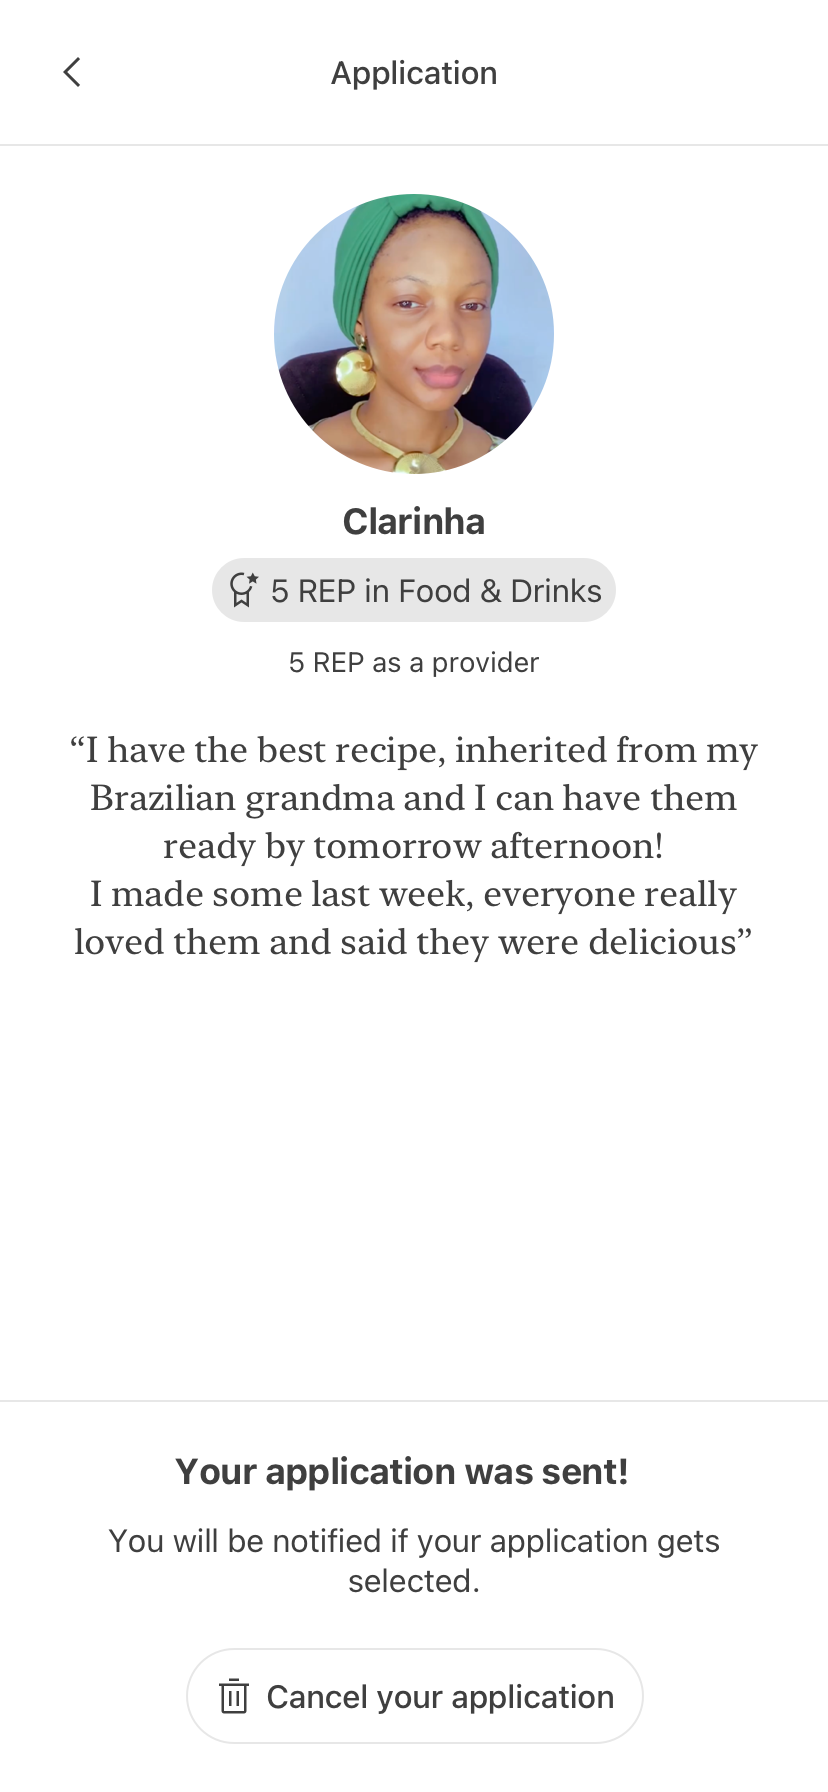 Application
Clarinha
5 REP in Food & Drinks
5 REP as a provider
“I have the best recipe, inherited from my
Brazilian grandma and I can have them
ready by tomorrow afternoon!
I made some last week, everyone really
loved them and said they were delicious”
Your application was sent!
You will be notified if your application gets
selected.
Cancel your application